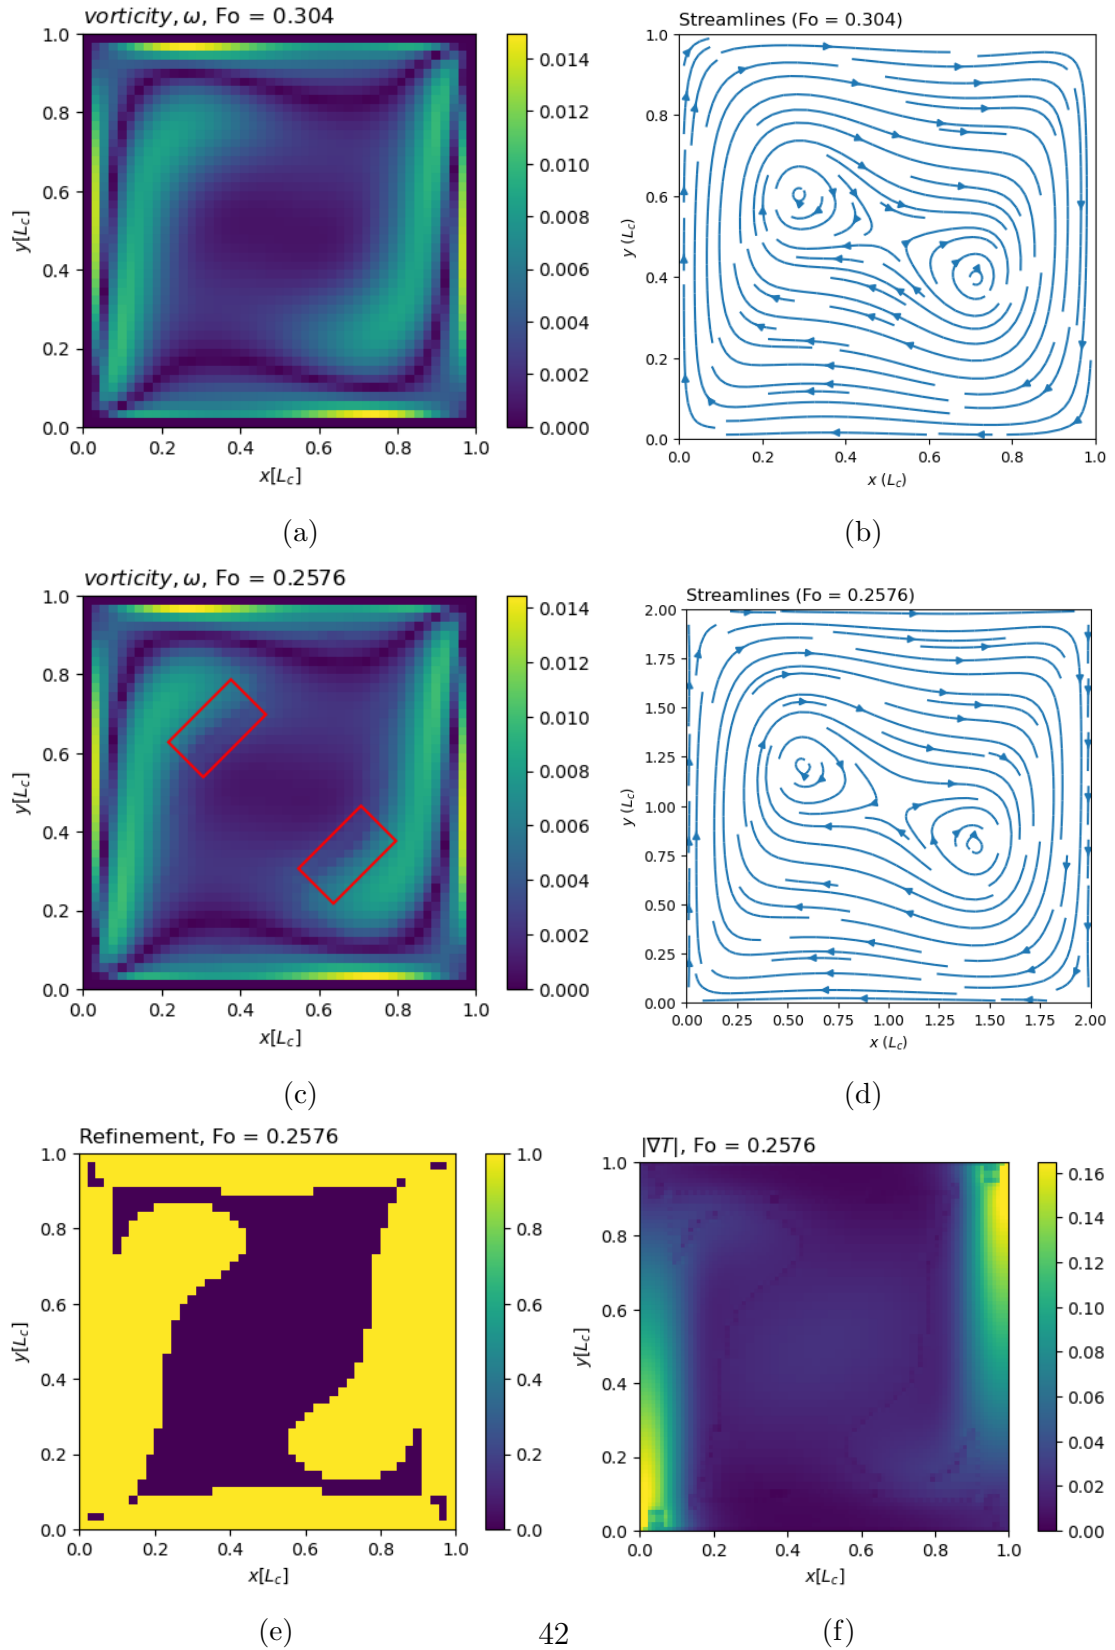 vorticity, ω, Fo = 0.304
1.0
0.8
0.6
0.4
0.2
0.0
y[L_c]
0.0 0.2 0.4 0.6 0.8 1.0
x[L_c]
0.014
0.012
0.010
0.008
0.006
0.004
0.002
0.000
(a)
Streamlines (Fo = 0.304)
1.0
0.8
0.6
0.4
0.2
0.0
y (L_c)
0.0 0.2 0.4 0.6 0.8 1.0
x (L_c)
(b)
vorticity, ω, Fo = 0.2576
1.0
0.8
0.6
0.4
0.2
0.0
y[L_c]
0.0 0.2 0.4 0.6 0.8 1.0
x[L_c]
0.014
0.012
0.010
0.008
0.006
0.004
0.002
0.000
(c)
Streamlines (Fo = 0.2576)
2.00
1.75
1.50
1.25
1.00
0.75
0.50
0.25
0.00
y (L_c)
0.00 0.25 0.50 0.75 1.00 1.25 1.50 1.75 2.00
x (L_c)
(d)
Refinement, Fo = 0.2576
1.0
0.8
0.6
0.4
0.2
0.0
y[L_c]
0.0 0.2 0.4 0.6 0.8 1.0
x[L_c]
1.0
0.8
0.6
0.4
0.2
0.0
(e)
|∇T|, Fo = 0.2576
1.0
0.8
0.6
0.4
0.2
0.0
y[L_c]
0.0 0.2 0.4 0.6 0.8 1.0
x[L_c]
0.16
0.14
0.12
0.10
0.08
0.06
0.04
0.02
0.00
(f)
42